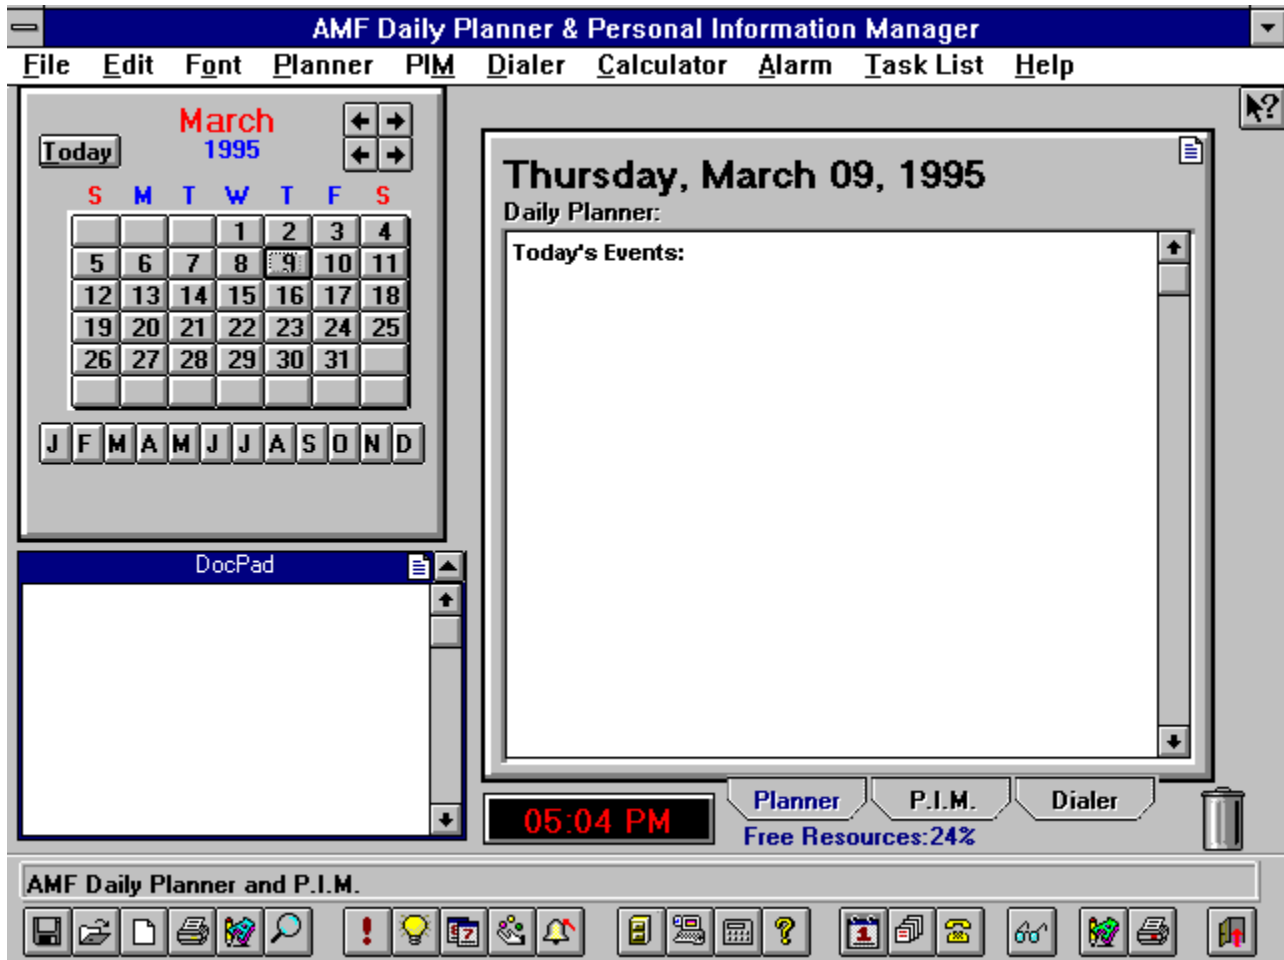 AMF Daily Planner & Personal Information Manager
File Edit Font Planner PIM Dialer Calculator Alarm Task List Help
March
Today 1995
S M T W T F S
1 2 3 4
5 6 7 8 9 10 11
12 13 14 15 16 17 18
19 20 21 22 23 24 25
26 27 28 29 30 31
J F M A M J J A S O N D
Thursday, March 09, 1995
Daily Planner:
Today's Events:
DocPad
05:04 PM
Planner P.I.M. Dialer
Free Resources:24%
AMF Daily Planner and P.I.M.